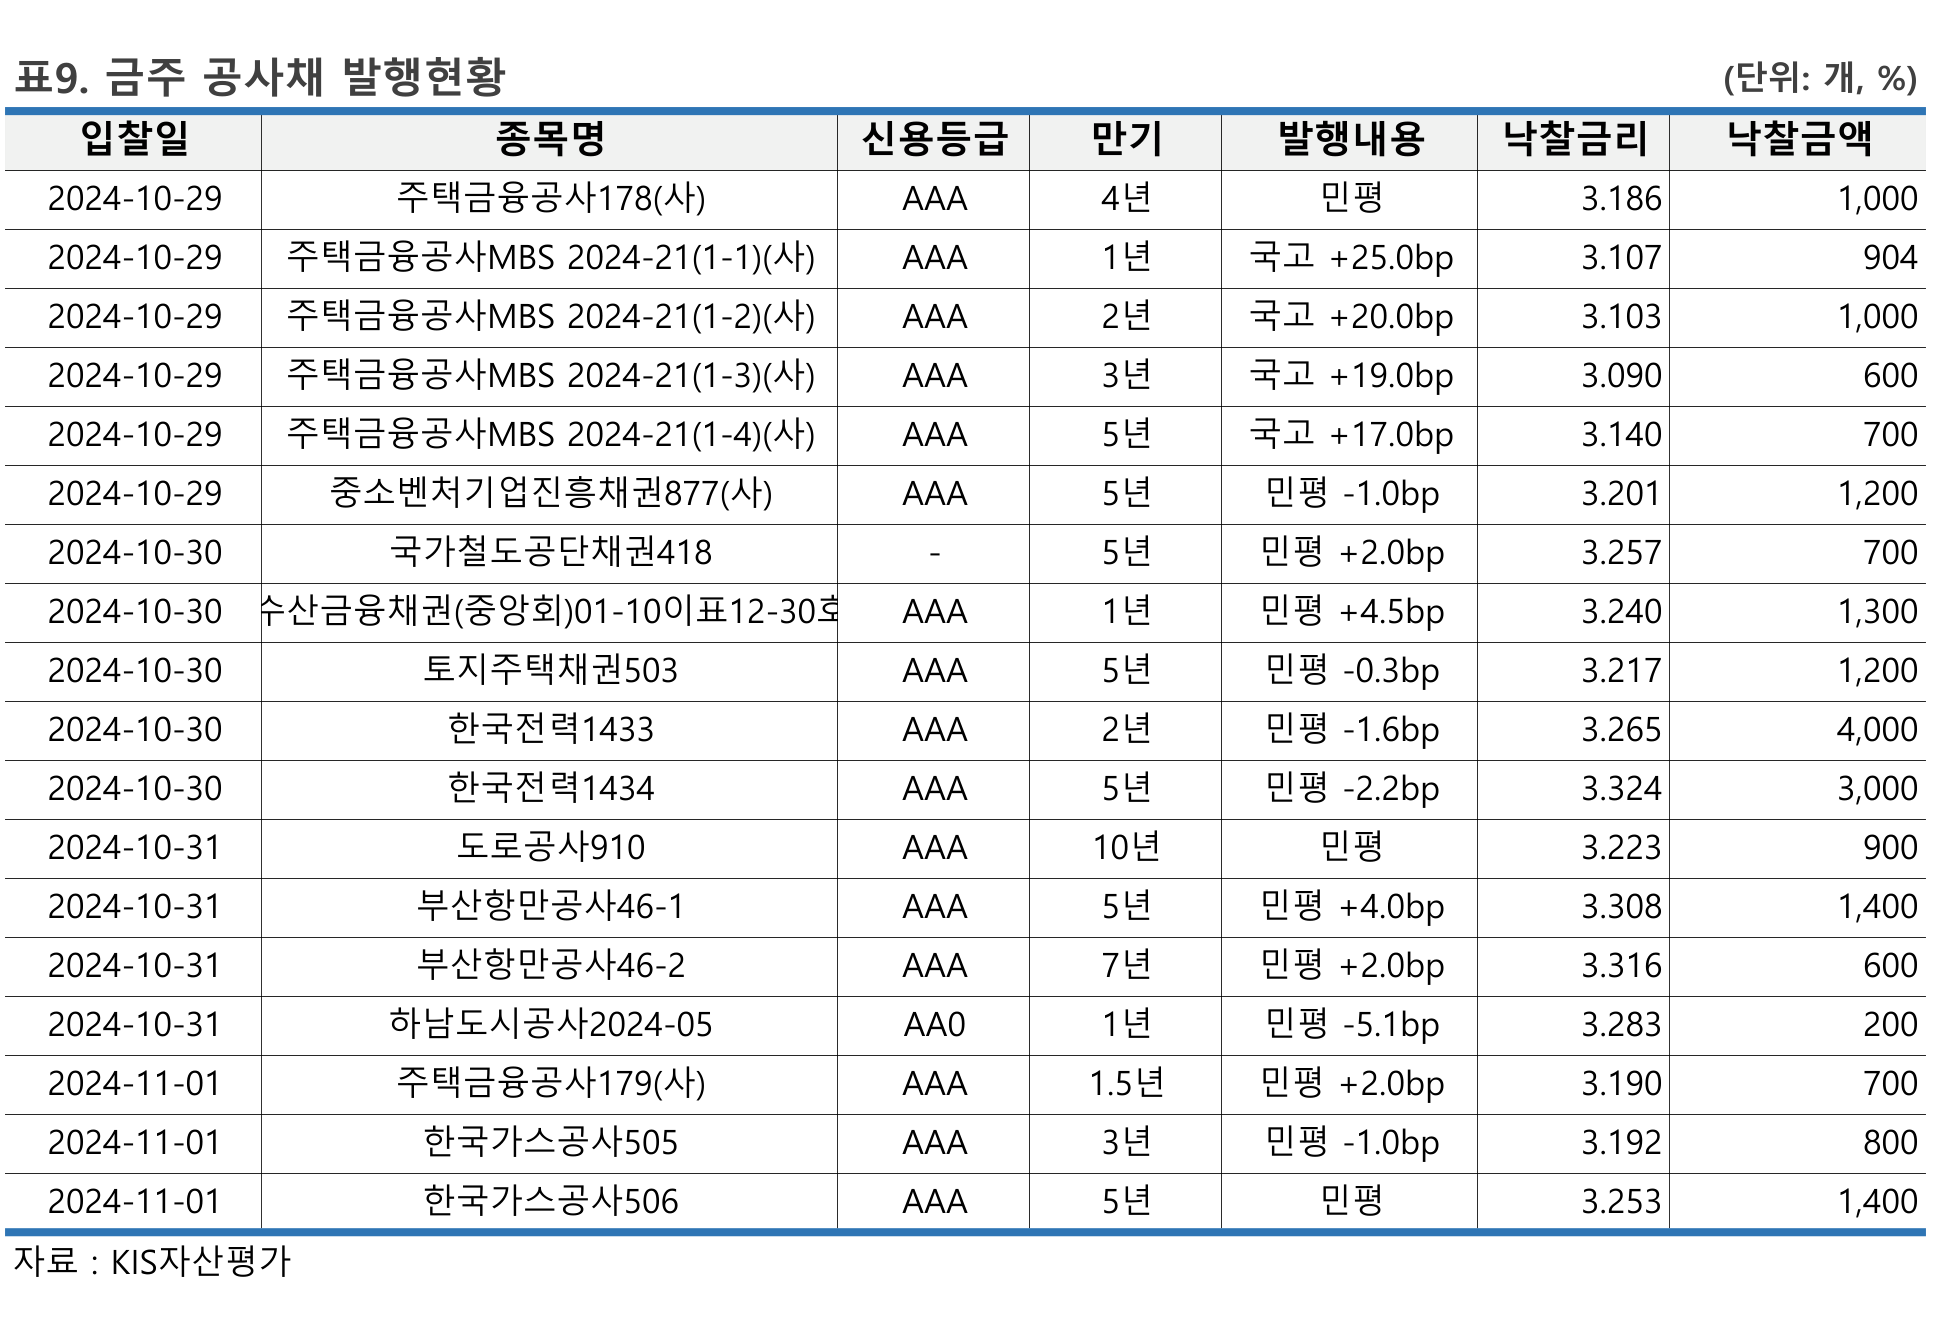 표9. 금주 공사채 발행현황 (단위: 개, %)
입찰일 종목명 신용등급 만기 발행내용 낙찰금리 낙찰금액
2024-10-29 주택금융공사178(사) AAA 4년 민평 3.186 1,000
2024-10-29 주택금융공사MBS 2024-21(1-1)(사) AAA 1년 국고 +25.0bp 3.107 904
2024-10-29 주택금융공사MBS 2024-21(1-2)(사) AAA 2년 국고 +20.0bp 3.103 1,000
2024-10-29 주택금융공사MBS 2024-21(1-3)(사) AAA 3년 국고 +19.0bp 3.090 600
2024-10-29 주택금융공사MBS 2024-21(1-4)(사) AAA 5년 국고 +17.0bp 3.140 700
2024-10-29 중소벤처기업진흥채권877(사) AAA 5년 민평 -1.0bp 3.201 1,200
2024-10-30 국가철도공단채권418 - 5년 민평 +2.0bp 3.257 700
2024-10-30 수산금융채권(중앙회)01-10이표12-30호 AAA 1년 민평 +4.5bp 3.240 1,300
2024-10-30 토지주택채권503 AAA 5년 민평 -0.3bp 3.217 1,200
2024-10-30 한국전력1433 AAA 2년 민평 -1.6bp 3.265 4,000
2024-10-30 한국전력1434 AAA 5년 민평 -2.2bp 3.324 3,000
2024-10-31 도로공사910 AAA 10년 민평 3.223 900
2024-10-31 부산항만공사46-1 AAA 5년 민평 +4.0bp 3.308 1,400
2024-10-31 부산항만공사46-2 AAA 7년 민평 +2.0bp 3.316 600
2024-10-31 하남도시공사2024-05 AA0 1년 민평 -5.1bp 3.283 200
2024-11-01 주택금융공사179(사) AAA 1.5년 민평 +2.0bp 3.190 700
2024-11-01 한국가스공사505 AAA 3년 민평 -1.0bp 3.192 800
2024-11-01 한국가스공사506 AAA 5년 민평 3.253 1,400
자료 : KIS자산평가